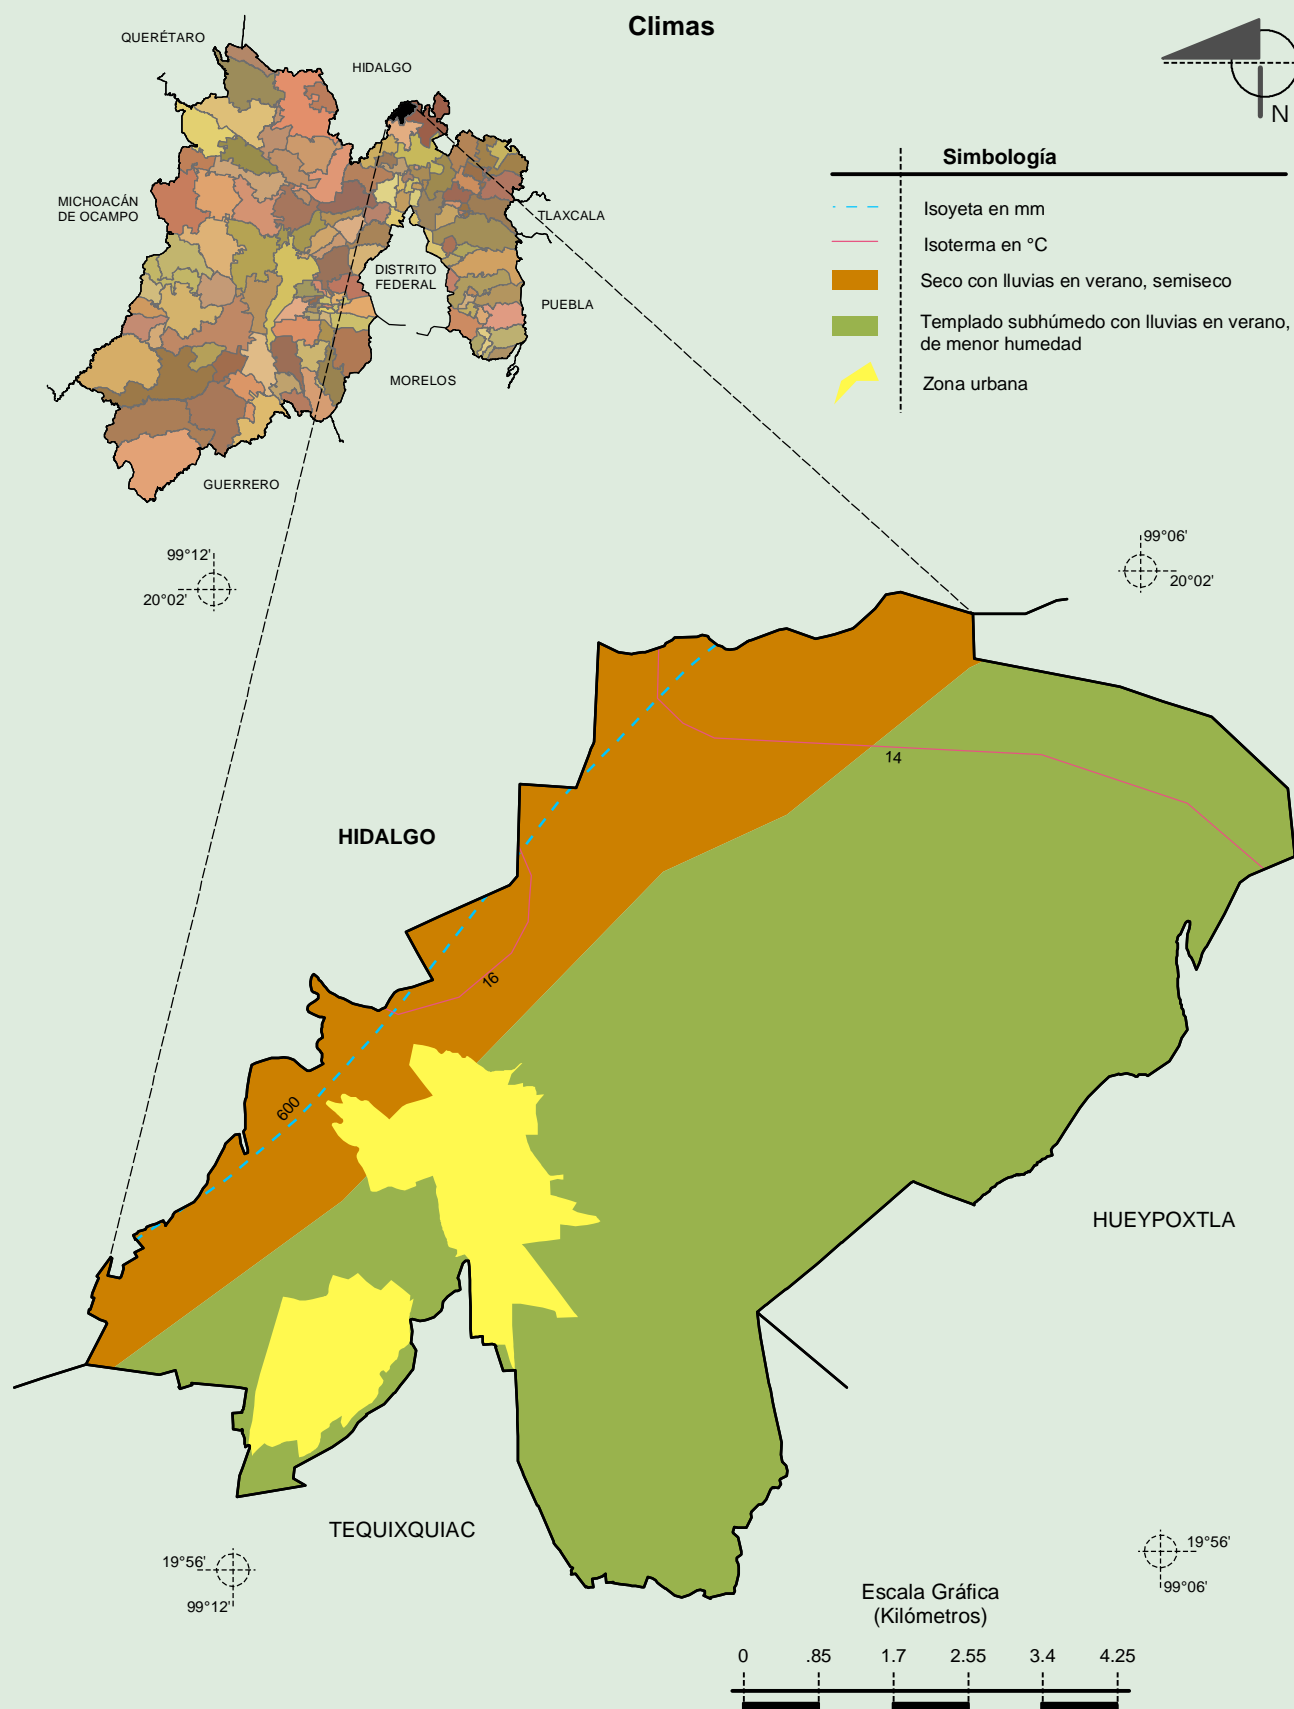 Climas
QUERÉTARO
HIDALGO
MICHOACÁN
DE OCAMPO
TLAXCALA
DISTRITO
FEDERAL
PUEBLA
MORELOS
GUERRERO
N
Simbología
Isoyeta en mm
Isoterma en °C
Seco con lluvias en verano, semiseco
Templado subhúmedo con lluvias en verano,
de menor humedad
Zona urbana
99°12'
20°02'
99°06'
20°02'
14
HIDALGO
16
600
HUEYPOXTLA
TEQUIXQUIAC
19°56'
99°12'
19°56'
99°06'
Escala Gráfica
(Kilómetros)
0 .85 1.7 2.55 3.4 4.25